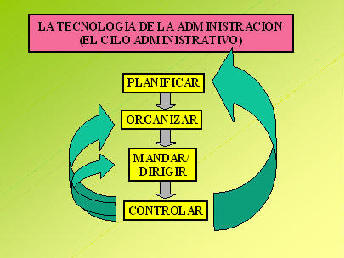 LA TECNOLOGIA DE LA ADMINISTRACION
(EL CILO ADMINISTRATIVO)
PLANIFICAR
ORGANIZAR
MANDAR/
DIRIGIR
CONTROLAR